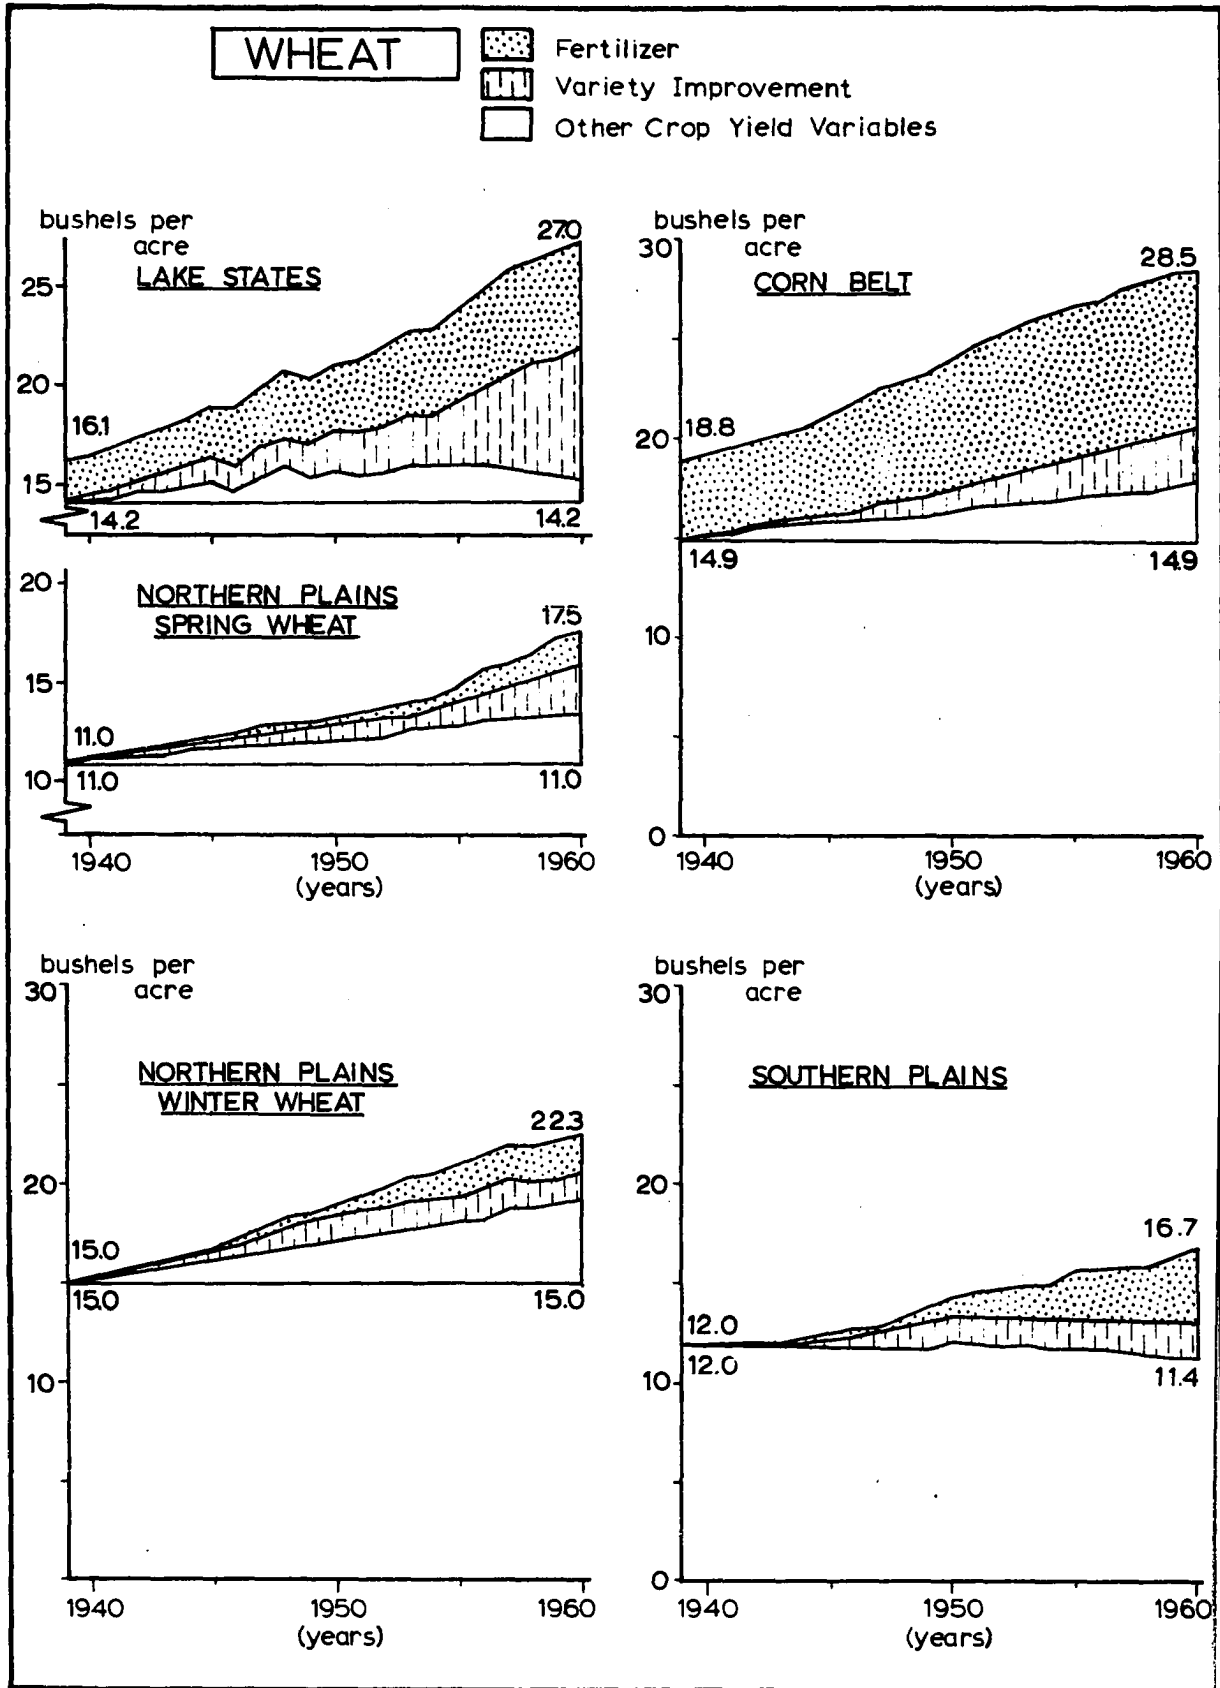 WHEAT
Fertilizer
Variety Improvement
Other Crop Yield Variables
bushels per
acre
LAKE STATES
27.0
25
20
16.1
15
14.2
14.2
bushels per
acre
30
CORN BELT
28.5
20
18.8
14.9
14.9
10
0
1940
1950
1960
(years)
20
NORTHERN PLAINS
SPRING WHEAT
17.5
15
11.0
11.0
11.0
10
1940
1950
1960
(years)
bushels per
acre
30
NORTHERN PLAINS
WINTER WHEAT
22.3
20
15.0
15.0
15.0
10
1940
1950
1960
(years)
bushels per
acre
30
SOUTHERN PLAINS
20
16.7
12.0
12.0
11.4
10
0
1940
1950
1960
(years)